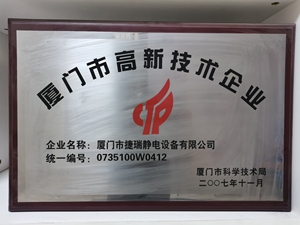 厦门市高新技术企业
企业名称：厦门市捷瑞静电设备有限公司
统一编号：0735100W0412
厦门市科学技术局
二〇〇七年十一月